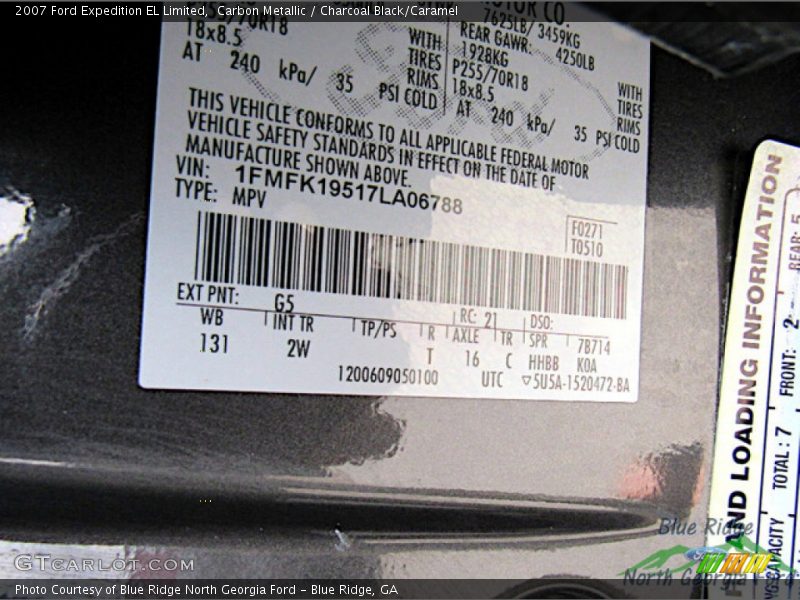 2007 Ford Expedition EL Limited, Carbon Metallic / Charcoal Black/Caramel
P255/70R18
18x8.5
AT 240 kPa/ 35 PSI COLD
WITH
TIRES
RIMS
7625LB/ 3459KG
REAR GAWR: 4250LB
1928KG
P255/70R18
18x8.5
AT 240 kPa/ 35 PSI COLD
WITH
TIRES
RIMS
THIS VEHICLE CONFORMS TO ALL APPLICABLE FEDERAL MOTOR
VEHICLE SAFETY STANDARDS IN EFFECT ON THE DATE OF
MANUFACTURE SHOWN ABOVE.
VIN: 1FMFK19517LA06788
TYPE: MPV
F0271
T0510
EXT PNT: G5
RC: 21 DSO:
WB INT TR TP/PS R AXLE TR SPR 7B714
131 2W T 16 C HHBB K0A
1200609050100 UTC ▽5U5A-1520472-BA
AND LOADING INFORMATION
REAR: 5
FRONT: 2
TOTAL: 7
CAPACITY
Blue Ridge
North Georgia
GTCARLOT.COM
Photo Courtesy of Blue Ridge North Georgia Ford – Blue Ridge, GA